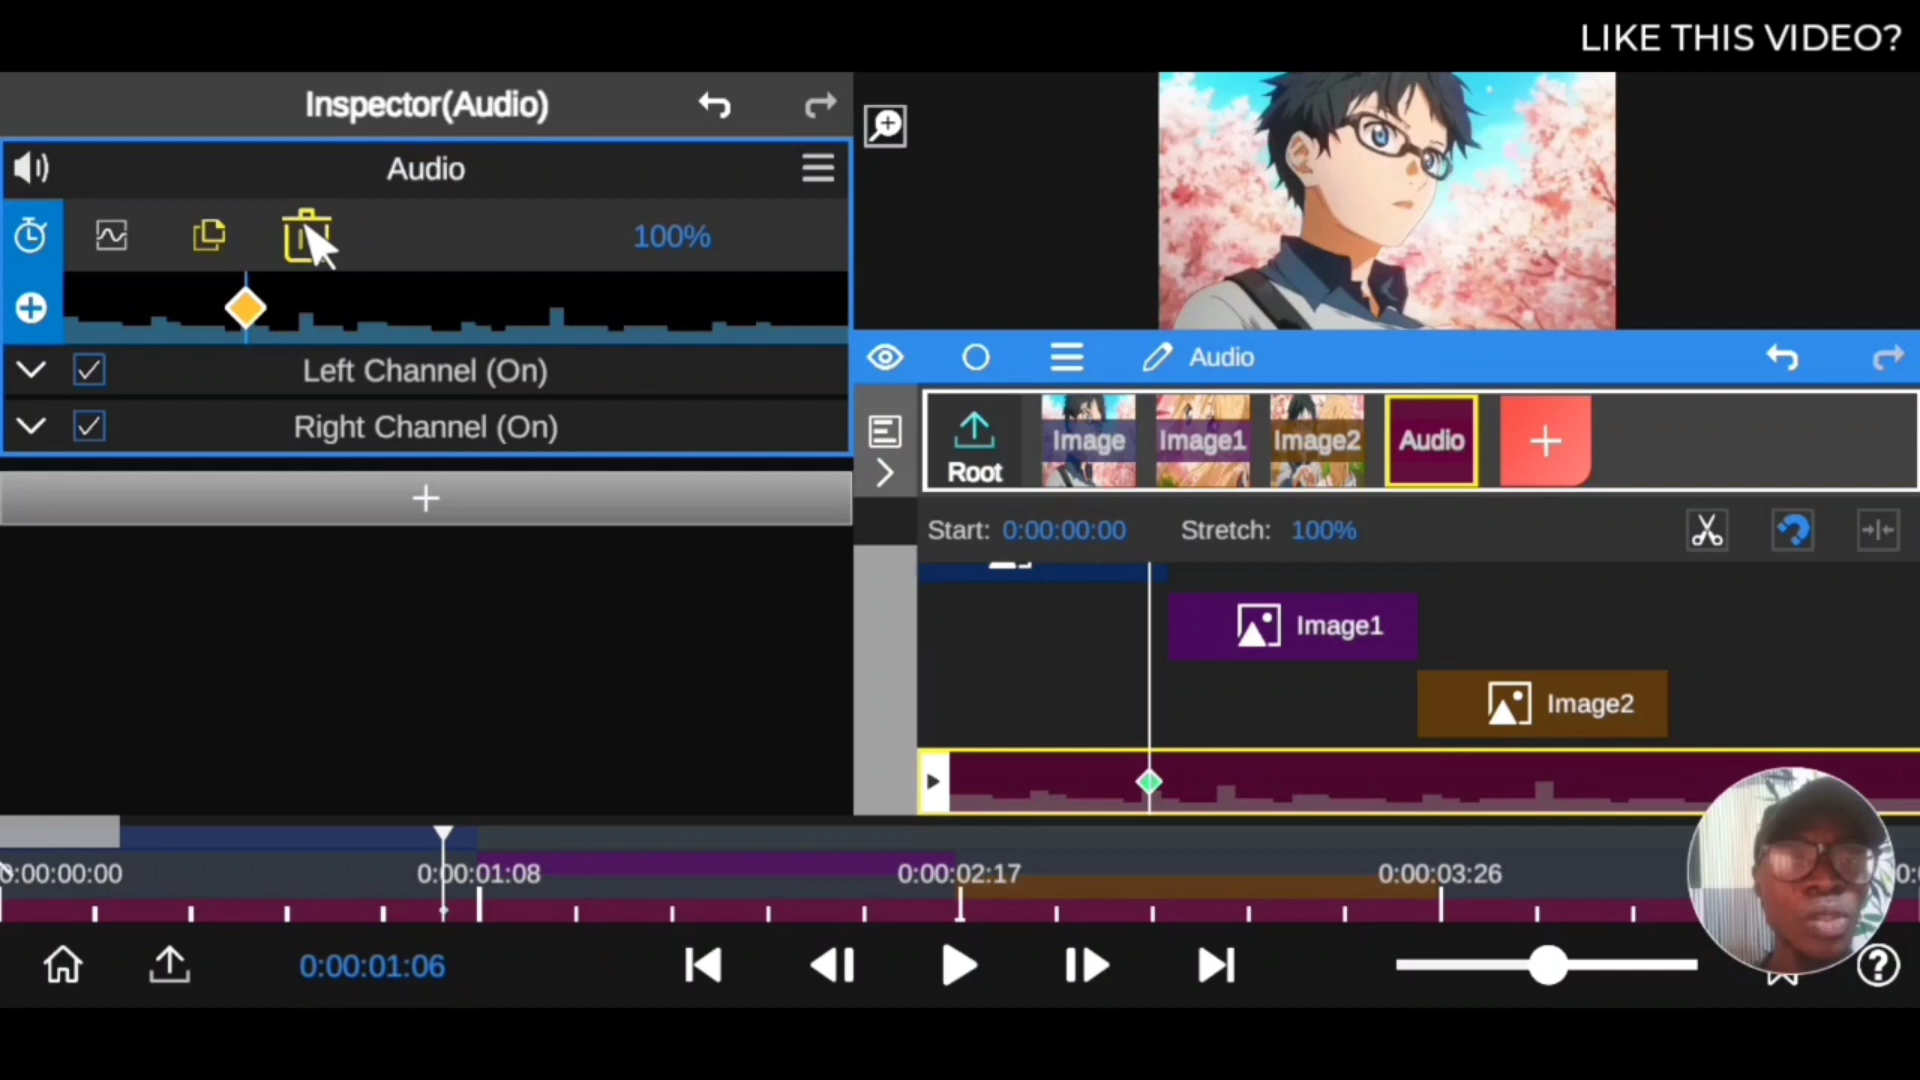 LIKE THIS VIDEO?
Inspector(Audio)
Audio
100%
Left Channel (On)
Right Channel (On)
Audio
Root
Image
Image1
Image2
Audio
Start: 0:00:00:00 Stretch: 100%
Image1
Image2
0:00:00:00 0:00:01:08 0:00:02:17 0:00:03:26
0:00:01:06